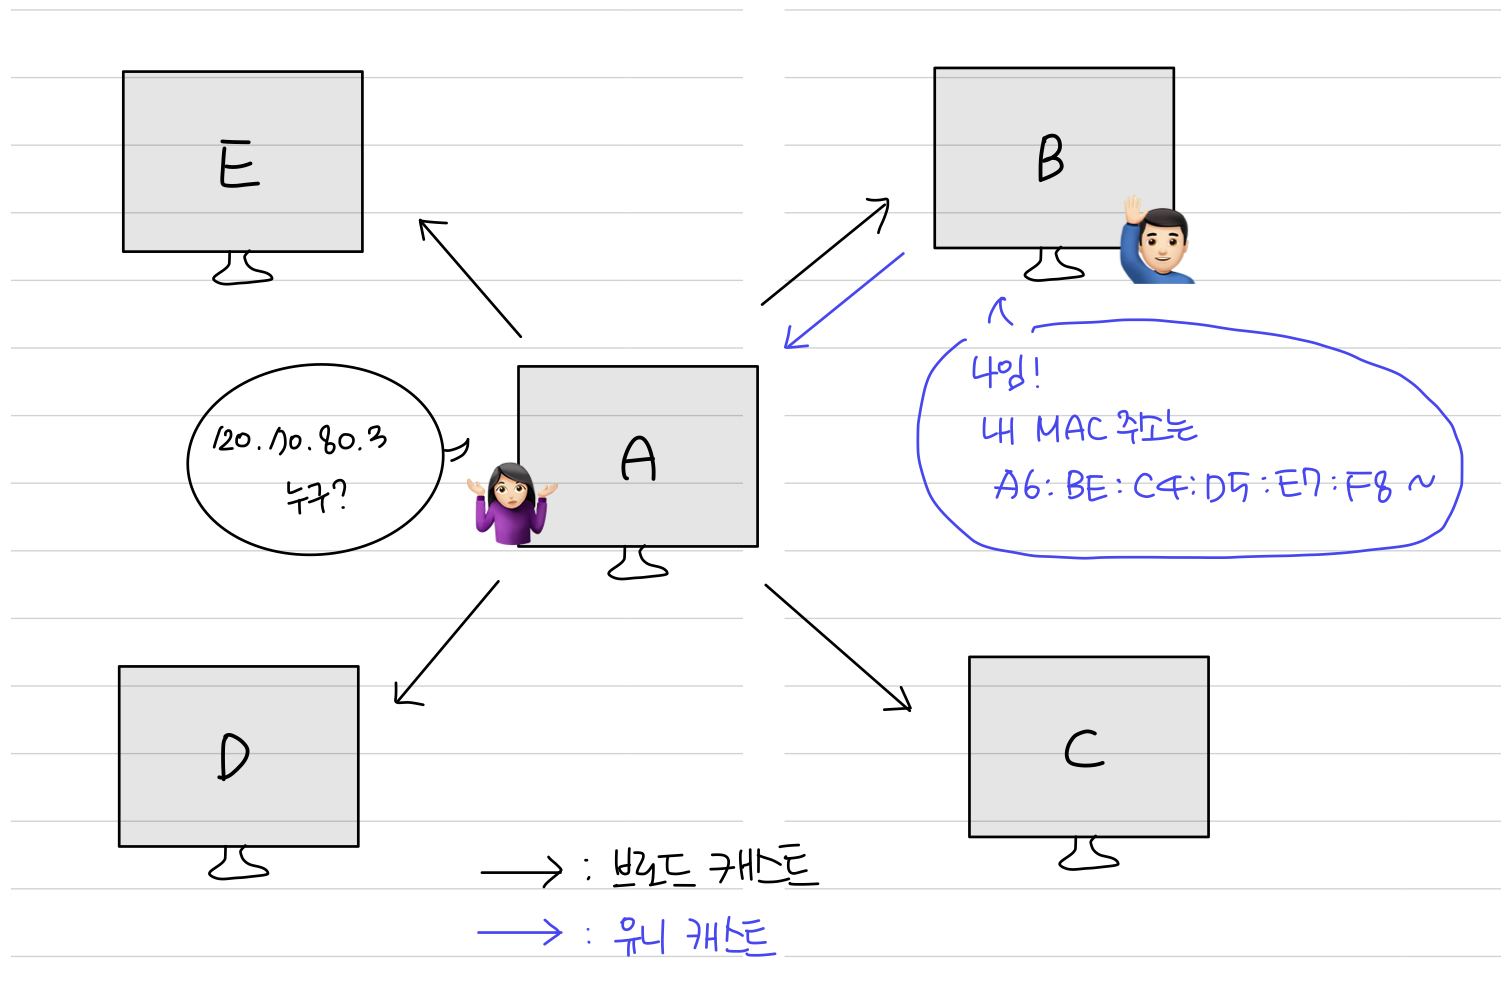 E
B
120.70.80.3
누구?
A
나임!
내 MAC 주소는
A6:BE:C4:D5:E7:F8~
D
C
→ : 브로드 캐스트
→ : 유니 캐스트